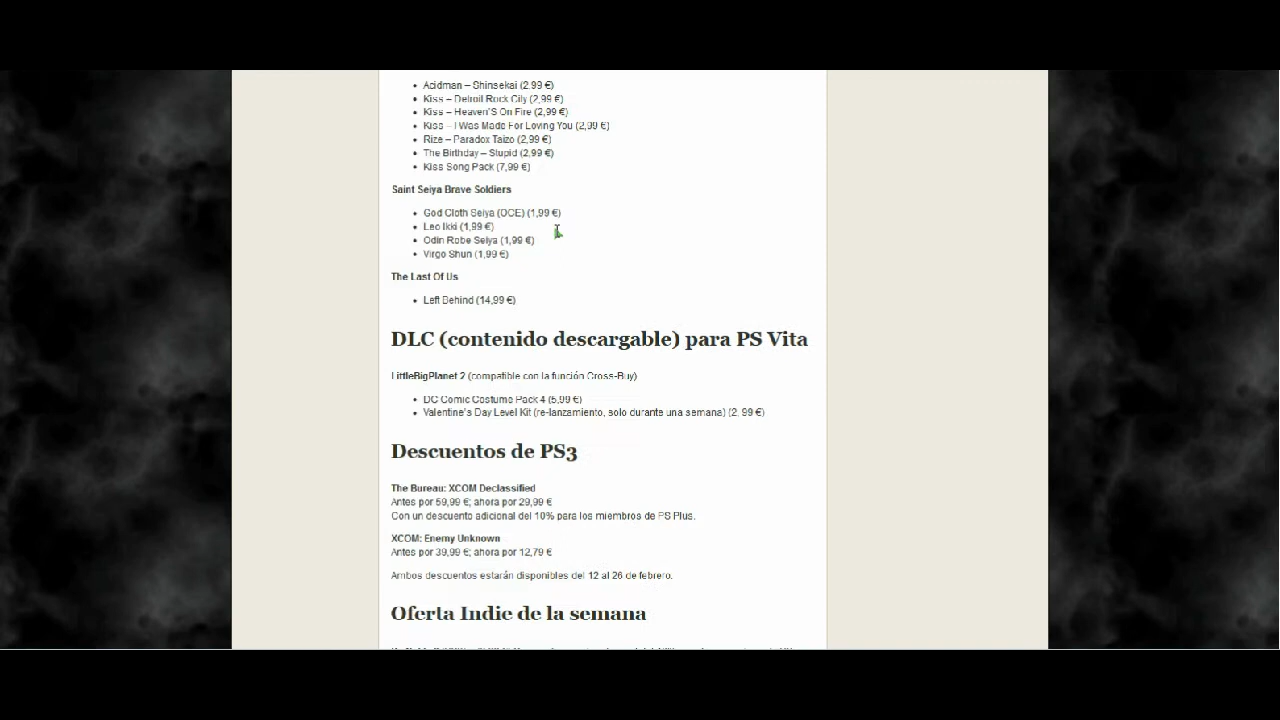 Acidman – Shinsekai (2,99 €)
Kiss – Detroit Rock City (2,99 €)
Kiss – Heaven'S On Fire (2,99 €)
Kiss – I Was Made For Loving You (2,99 €)
Rize – Paradox Taizo (2,99 €)
The Birthday – Stupid (2,99 €)
Kiss Song Pack (7,99 €)
Saint Seiya Brave Soldiers
God Cloth Seiya (OCE) (1,99 €)
Leo Ikki (1,99 €)
Odin Robe Seiya (1,99 €)
Virgo Shun (1,99 €)
The Last Of Us
Left Behind (14,99 €)
DLC (contenido descargable) para PS Vita
LittleBigPlanet 2 (compatible con la función Cross-Buy)
DC Comic Costume Pack 4 (5,99 €)
Valentine's Day Level Kit (re-lanzamiento, solo durante una semana) (2, 99 €)
Descuentos de PS3
The Bureau: XCOM Declassified
Antes por 59,99 €; ahora por 29,99 €
Con un descuento adicional del 10% para los miembros de PS Plus.
XCOM: Enemy Unknown
Antes por 39,99 €; ahora por 12,79 €
Ambos descuentos estarán disponibles del 12 al 26 de febrero.
Oferta Indie de la semana